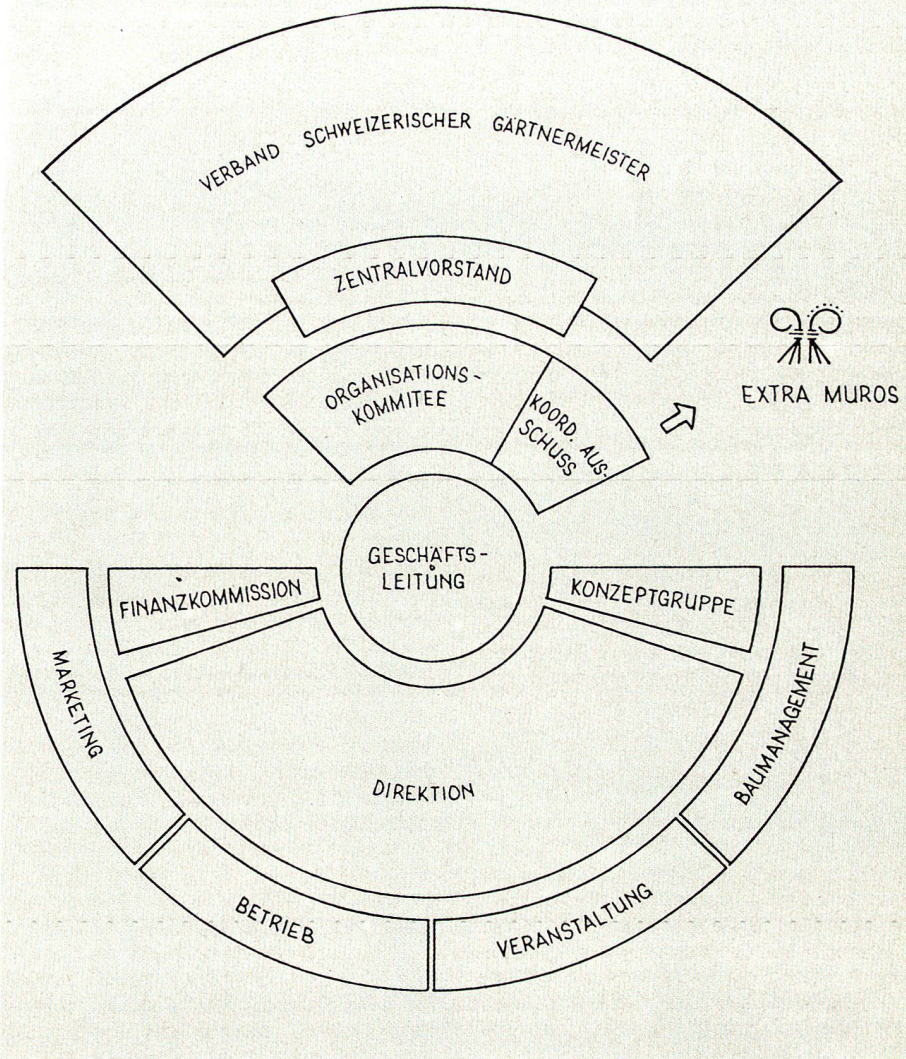 VERBAND SCHWEIZERISCHER GÄRTNERMEISTER
ZENTRALVORSTAND
ORGANISATIONS-
KOMMITEE
KOORD. AUS-
SCHUSS
EXTRA MUROS
GESCHÄFTS-
LEITUNG
FINANZKOMMISSION
KONZEPTGRUPPE
MARKETING
BAUMANAGEMENT
DIREKTION
BETRIEB
VERANSTALTUNG